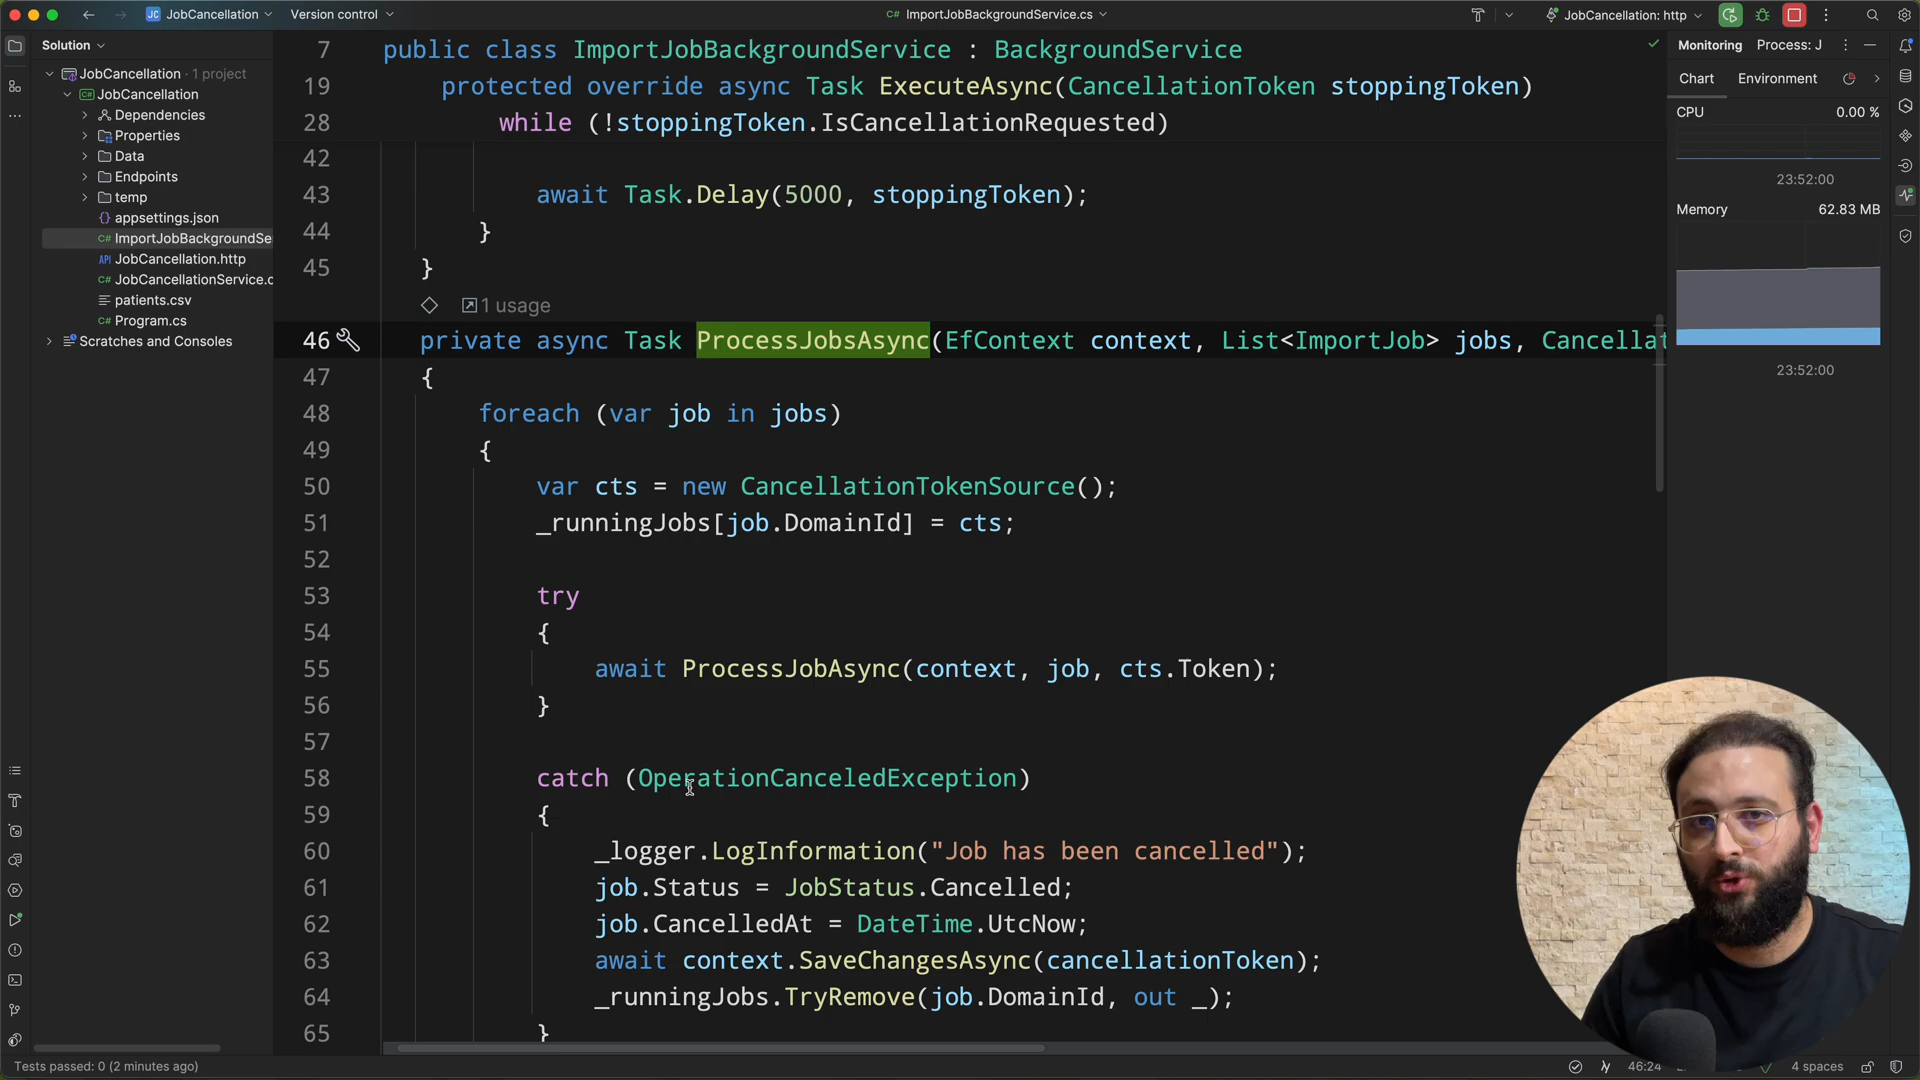 JC JobCancellation
Version control
C# ImportJobBackgroundService.cs
JobCancellation: http
Solution
JobCancellation · 1 project
C# JobCancellation
Dependencies
Properties
Data
Endpoints
temp
{} appsettings.json
C# ImportJobBackgroundSe
API JobCancellation.http
C# JobCancellationService.c
patients.csv
C# Program.cs
Scratches and Consoles
7 public class ImportJobBackgroundService : BackgroundService
19 protected override async Task ExecuteAsync(CancellationToken stoppingToken)
28 while (!stoppingToken.IsCancellationRequested)
42
43 await Task.Delay(5000, stoppingToken);
44 }
45 }
1 usage
46 private async Task ProcessJobsAsync(EfContext context, List<ImportJob> jobs, Cancellat
47 {
48 foreach (var job in jobs)
49 {
50 var cts = new CancellationTokenSource();
51 _runningJobs[job.DomainId] = cts;
52
53 try
54 {
55 await ProcessJobAsync(context, job, cts.Token);
56 }
57
58 catch (OperationCanceledException)
59 {
60 _logger.LogInformation("Job has been cancelled");
61 job.Status = JobStatus.Cancelled;
62 job.CancelledAt = DateTime.UtcNow;
63 await context.SaveChangesAsync(cancellationToken);
64 _runningJobs.TryRemove(job.DomainId, out _);
65 }
Monitoring Process: J
Chart Environment
CPU 0.00 %
23:52:00
Memory 62.83 MB
23:52:00
Tests passed: 0 (2 minutes ago)
46:24
4 spaces